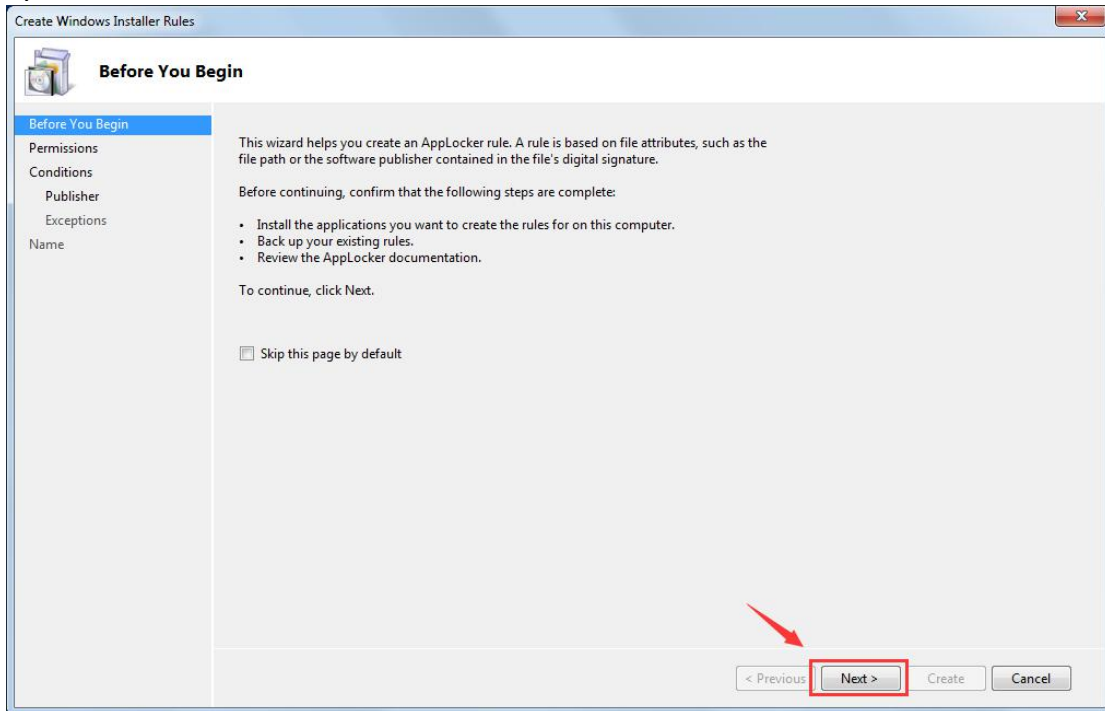 Create Windows Installer Rules
Before You Begin
Before You Begin
Permissions
Conditions
Publisher
Exceptions
Name
This wizard helps you create an AppLocker rule. A rule is based on file attributes, such as the
file path or the software publisher contained in the file's digital signature.
Before continuing, confirm that the following steps are complete:
• Install the applications you want to create the rules for on this computer.
• Back up your existing rules.
• Review the AppLocker documentation.
To continue, click Next.
Skip this page by default
< Previous Next > Create Cancel